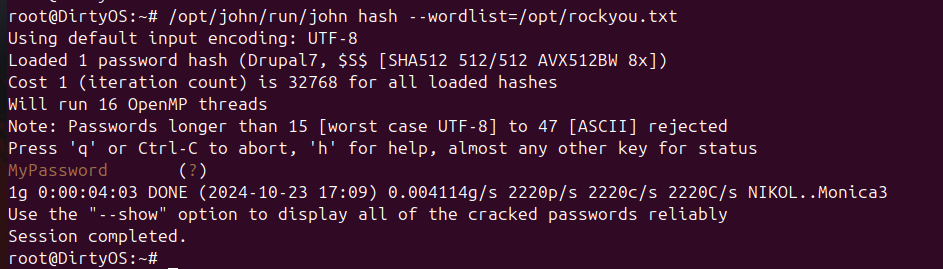 root@DirtyOS:~# /opt/john/run/john hash --wordlist=/opt/rockyou.txt
Using default input encoding: UTF-8
Loaded 1 password hash (Drupal7, $S$ [SHA512 512/512 AVX512BW 8x])
Cost 1 (iteration count) is 32768 for all loaded hashes
Will run 16 OpenMP threads
Note: Passwords longer than 15 [worst case UTF-8] to 47 [ASCII] rejected
Press 'q' or Ctrl-C to abort, 'h' for help, almost any other key for status
MyPassword       (?)
1g 0:00:04:03 DONE (2024-10-23 17:09) 0.004114g/s 2220p/s 2220c/s 2220C/s NIKOL..Monica3
Use the "--show" option to display all of the cracked passwords reliably
Session completed.
root@DirtyOS:~#